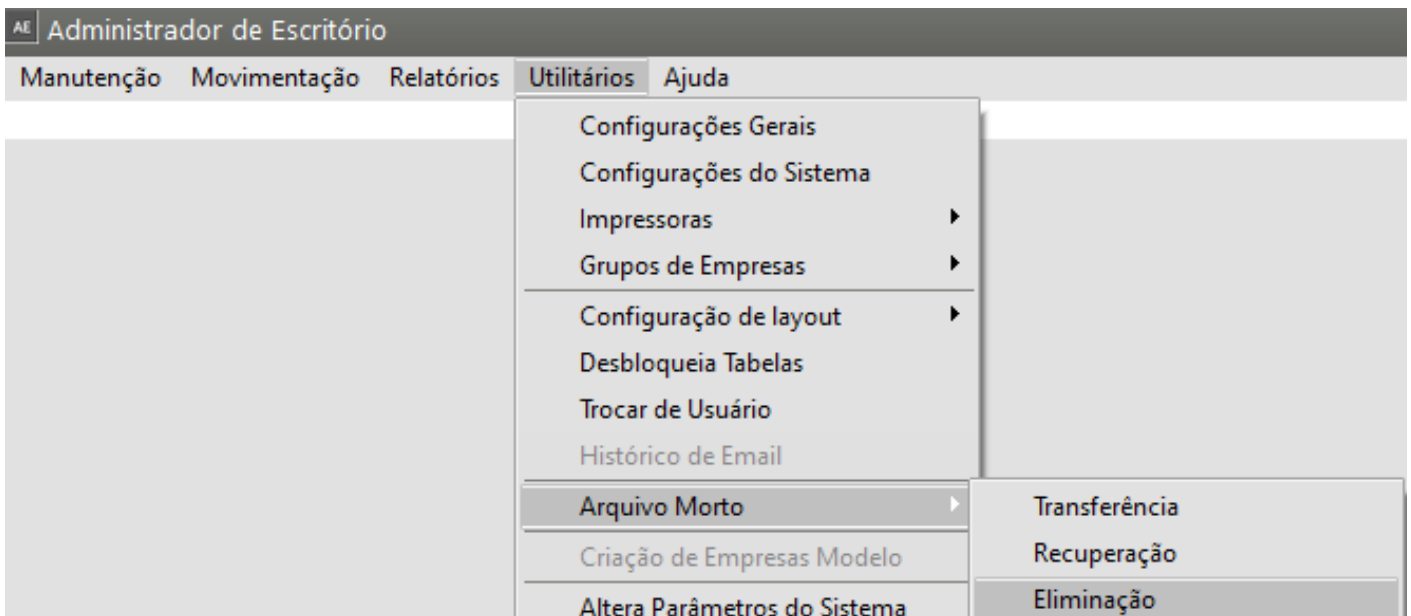 AE Administrador de Escritório
Manutenção Movimentação Relatórios Utilitários Ajuda
Configurações Gerais
Configurações do Sistema
Impressoras
Grupos de Empresas
Configuração de layout
Desbloqueia Tabelas
Trocar de Usuário
Histórico de Email
Arquivo Morto
Transferência
Criação de Empresas Modelo
Recuperação
Altera Parâmetros do Sistema
Eliminação